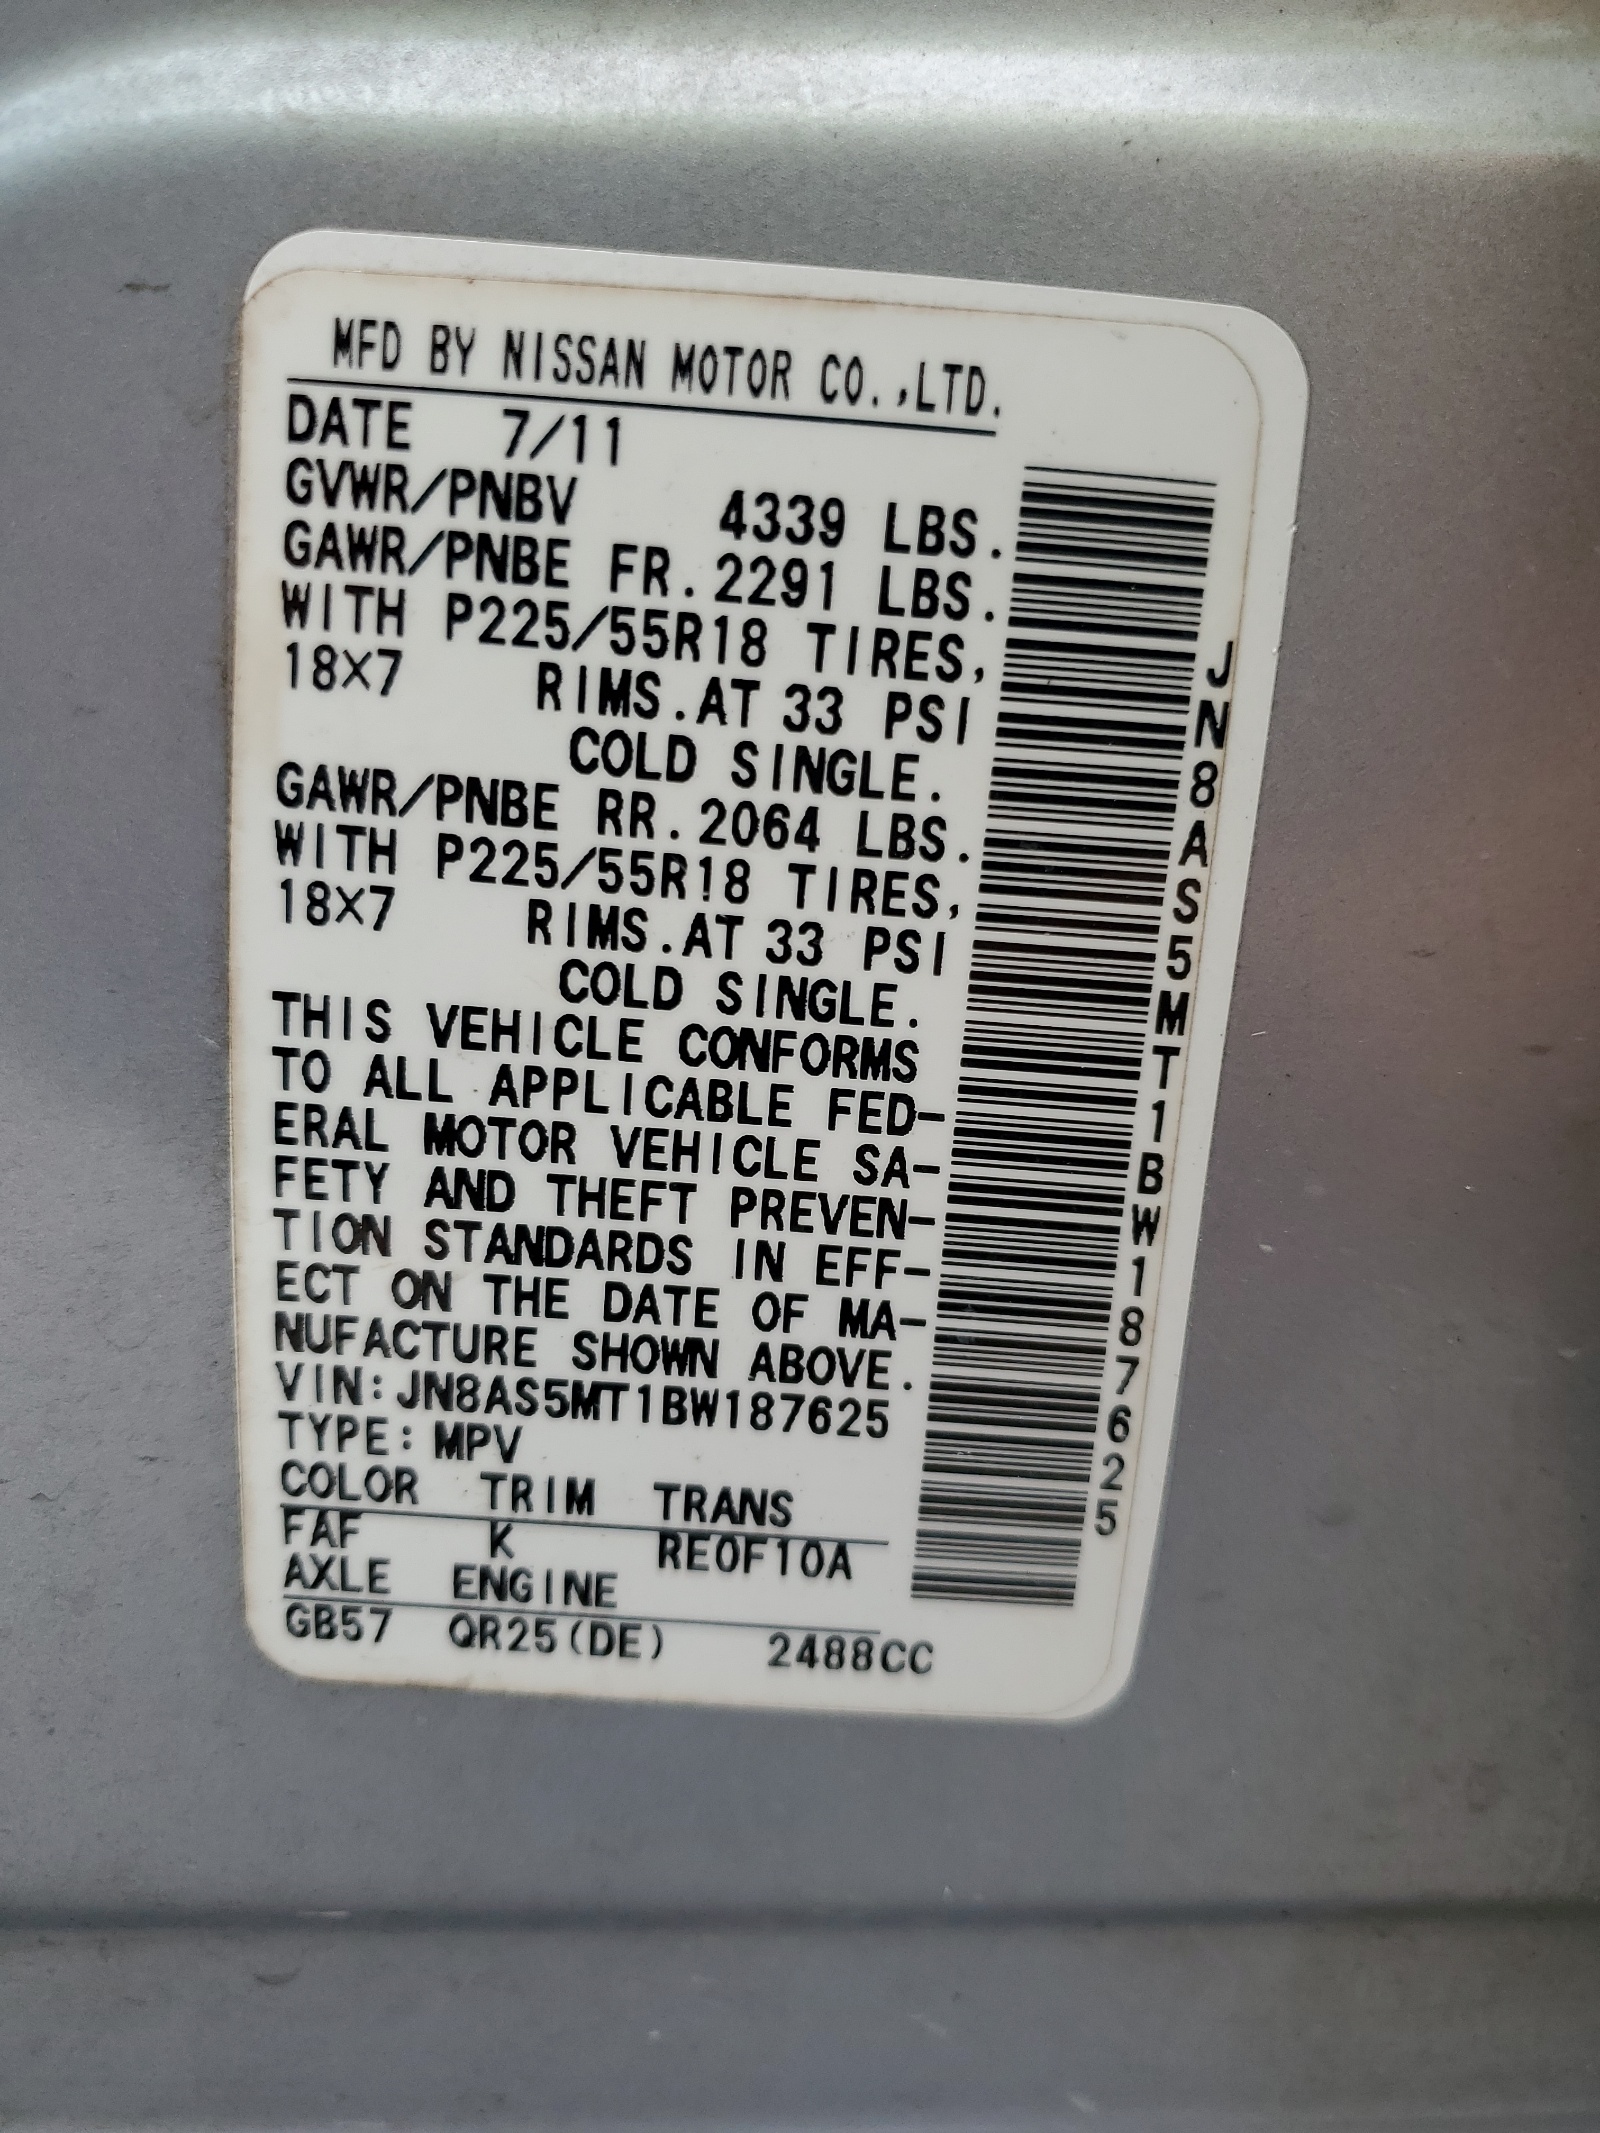 MFD BY NISSAN MOTOR CO.,LTD.
DATE 7/11
GVWR/PNBV 4339 LBS.
GAWR/PNBE FR.2291 LBS.
WITH P225/55R18 TIRES,
18X7 RIMS.AT 33 PSI
COLD SINGLE.
GAWR/PNBE RR.2064 LBS.
WITH P225/55R18 TIRES,
18X7 RIMS.AT 33 PSI
COLD SINGLE.
THIS VEHICLE CONFORMS
TO ALL APPLICABLE FED-
ERAL MOTOR VEHICLE SA-
FETY AND THEFT PREVEN-
TION STANDARDS IN EFF-
ECT ON THE DATE OF MA-
NUFACTURE SHOWN ABOVE.
VIN:JN8AS5MT1BW187625
TYPE:MPV
COLOR TRIM TRANS
FAF K RE0F10A
AXLE ENGINE
GB57 QR25(DE) 2488CC
JN8AS5MT1BW187625